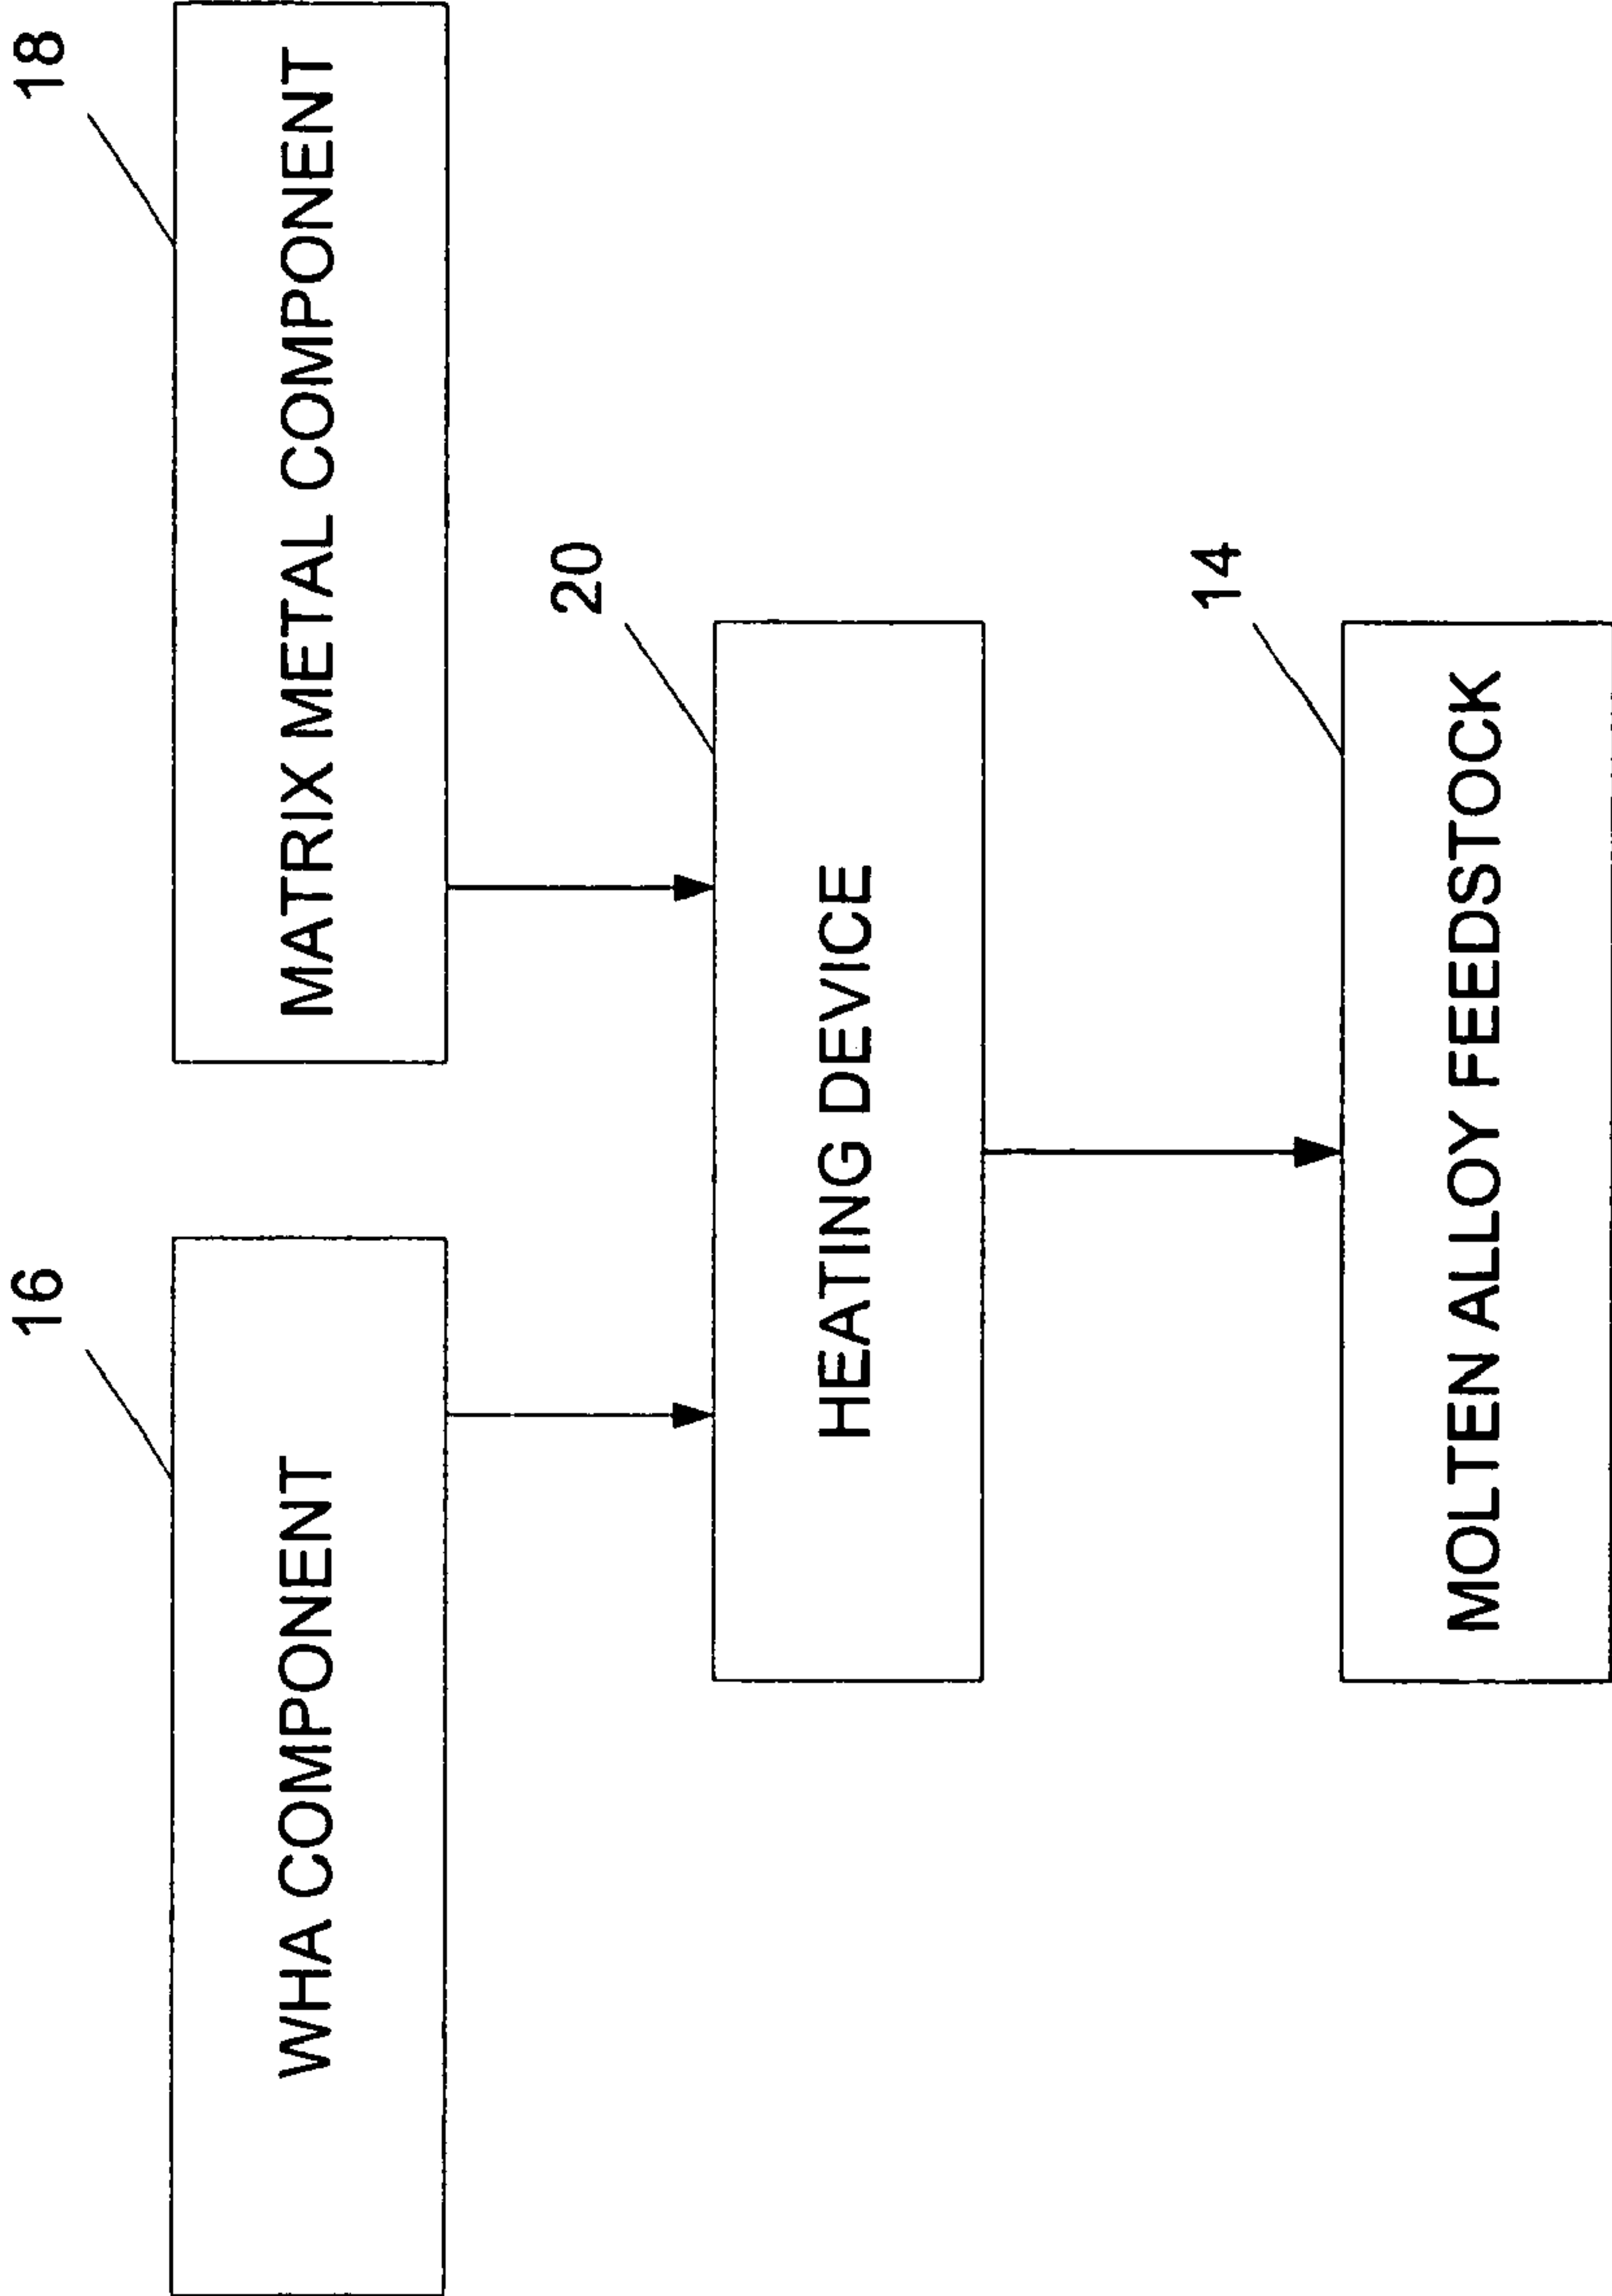 16
WHA COMPONENT
18
MATRIX METAL COMPONENT
20
HEATING DEVICE
14
MOLTEN ALLOY FEEDSTOCK